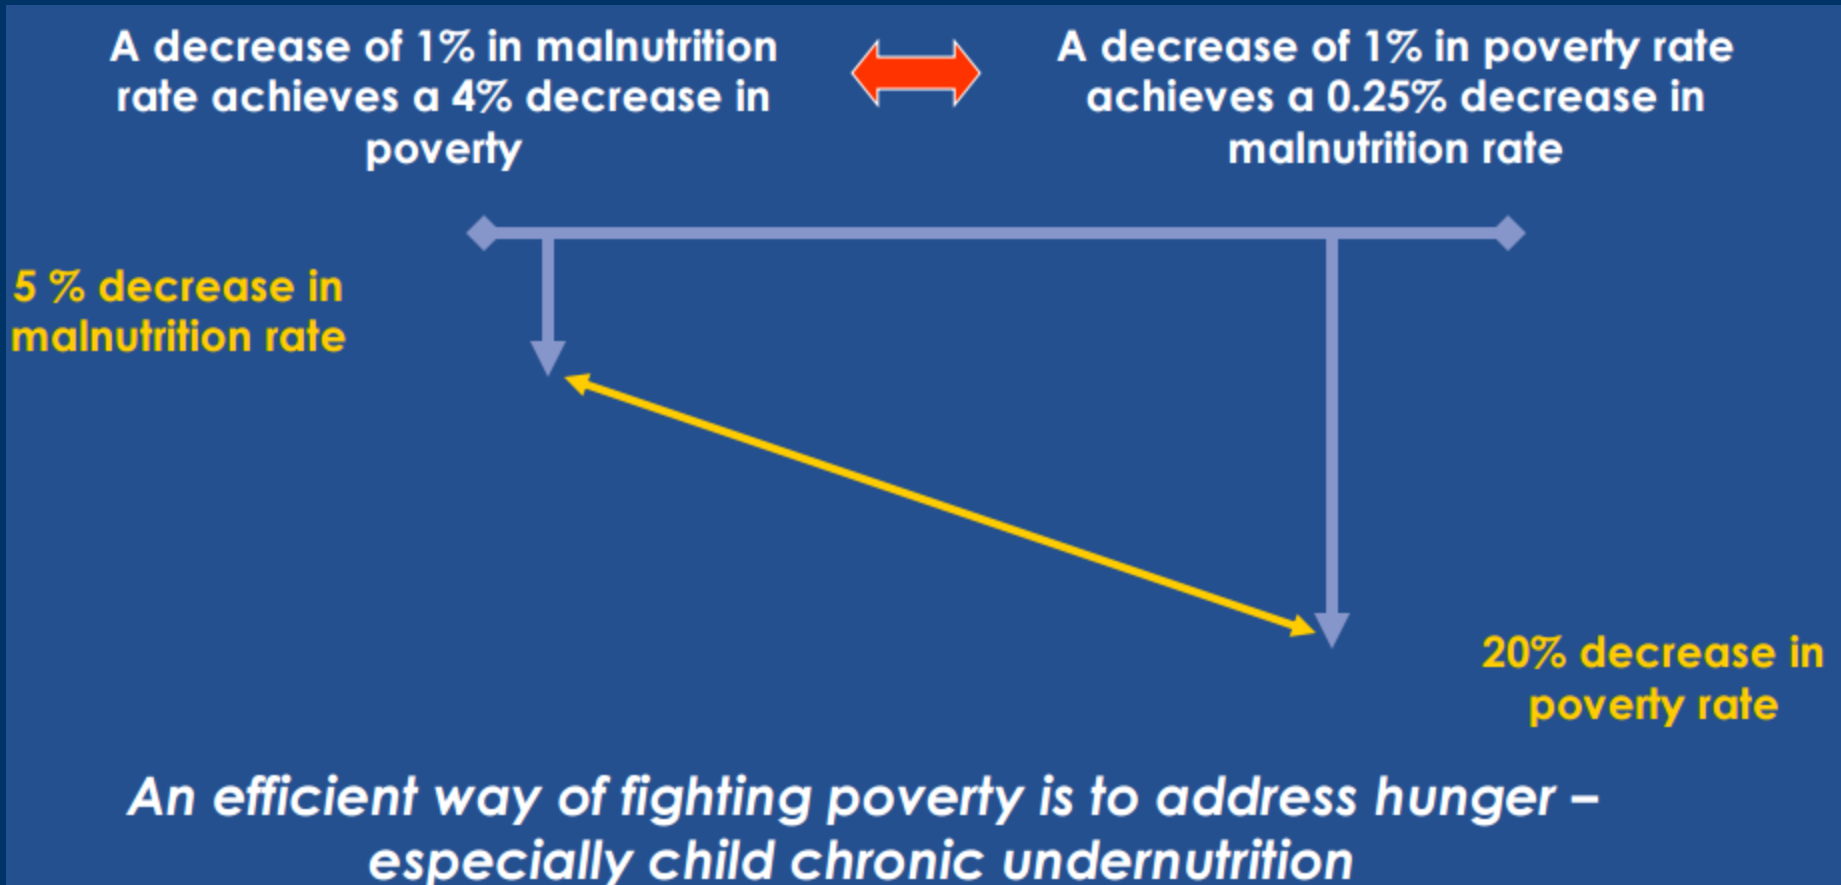 A decrease of 1% in malnutrition
rate achieves a 4% decrease in
poverty
A decrease of 1% in poverty rate
achieves a 0.25% decrease in
malnutrition rate
5 % decrease in
malnutrition rate
20% decrease in
poverty rate
An efficient way of fighting poverty is to address hunger –
especially child chronic undernutrition